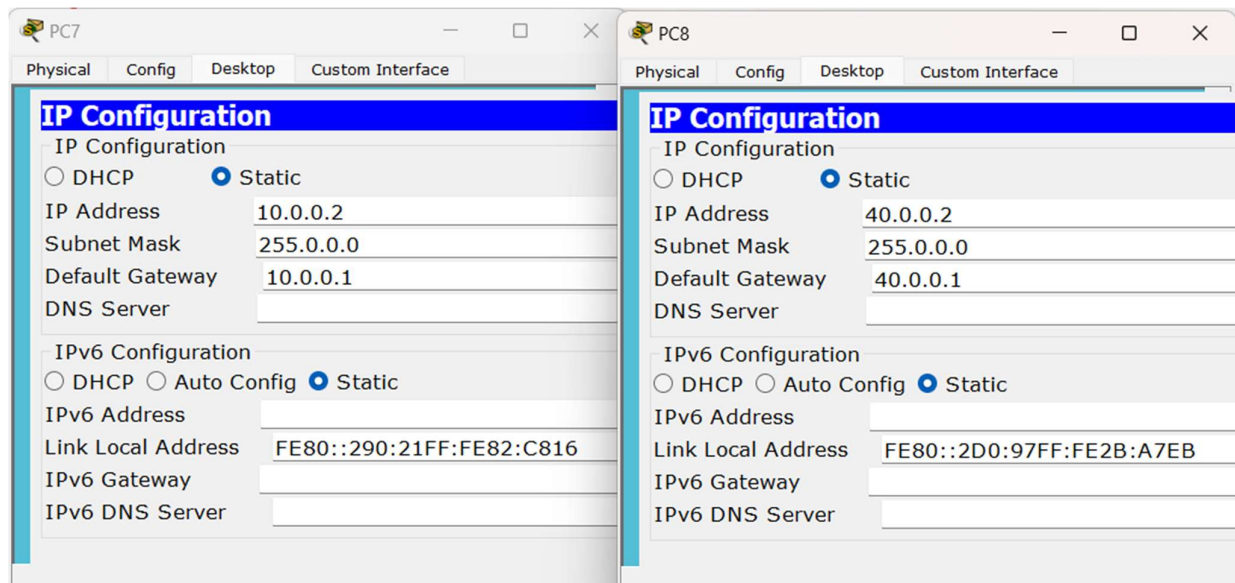 PC7
Physical Config Desktop Custom Interface
IP Configuration
IP Configuration
DHCP Static
IP Address 10.0.0.2
Subnet Mask 255.0.0.0
Default Gateway 10.0.0.1
DNS Server
IPv6 Configuration
DHCP Auto Config Static
IPv6 Address
Link Local Address FE80::290:21FF:FE82:C816
IPv6 Gateway
IPv6 DNS Server
PC8
Physical Config Desktop Custom Interface
IP Configuration
IP Configuration
DHCP Static
IP Address 40.0.0.2
Subnet Mask 255.0.0.0
Default Gateway 40.0.0.1
DNS Server
IPv6 Configuration
DHCP Auto Config Static
IPv6 Address
Link Local Address FE80::2D0:97FF:FE2B:A7EB
IPv6 Gateway
IPv6 DNS Server